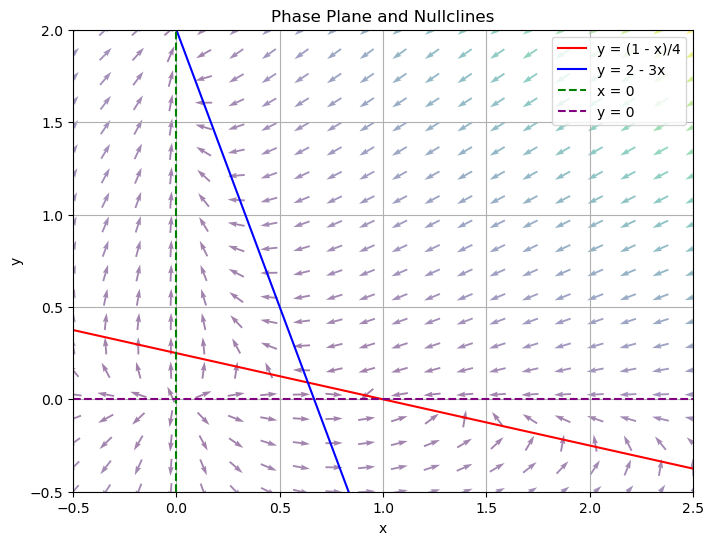 Phase Plane and Nullclines
y = (1 - x)/4
y = 2 - 3x
x = 0
y = 0
2.0
1.5
1.0
0.5
0.0
−0.5
y
−0.5
0.0
0.5
1.0
1.5
2.0
2.5
x